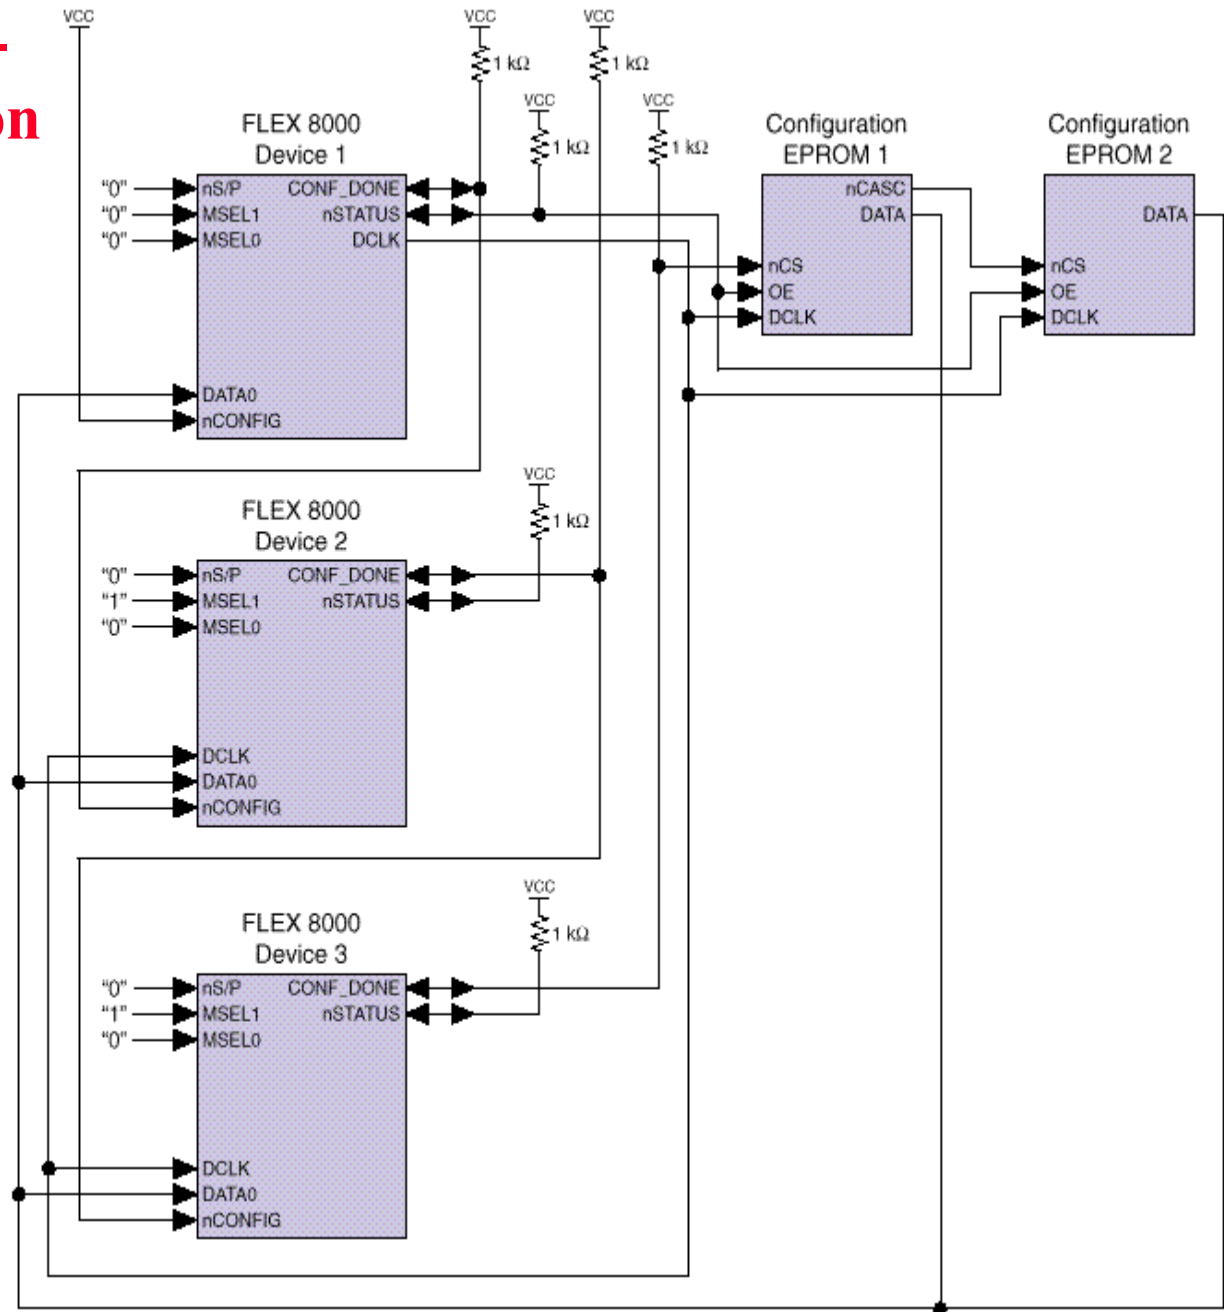 VCC
VCC
VCC
1 kΩ
1 kΩ
on
VCC
VCC
1 kΩ
1 kΩ
FLEX 8000
Device 1
Configuration
EPROM 1
Configuration
EPROM 2
"0"
nS/P
CONF_DONE
"0"
MSEL1
nSTATUS
"0"
MSEL0
DCLK
DATA0
nCONFIG
nCASC
DATA
nCS
OE
DCLK
DATA
nCS
OE
DCLK
VCC
1 kΩ
FLEX 8000
Device 2
"0"
nS/P
CONF_DONE
"1"
MSEL1
nSTATUS
"0"
MSEL0
DCLK
DATA0
nCONFIG
VCC
1 kΩ
FLEX 8000
Device 3
"0"
nS/P
CONF_DONE
"1"
MSEL1
nSTATUS
"0"
MSEL0
DCLK
DATA0
nCONFIG